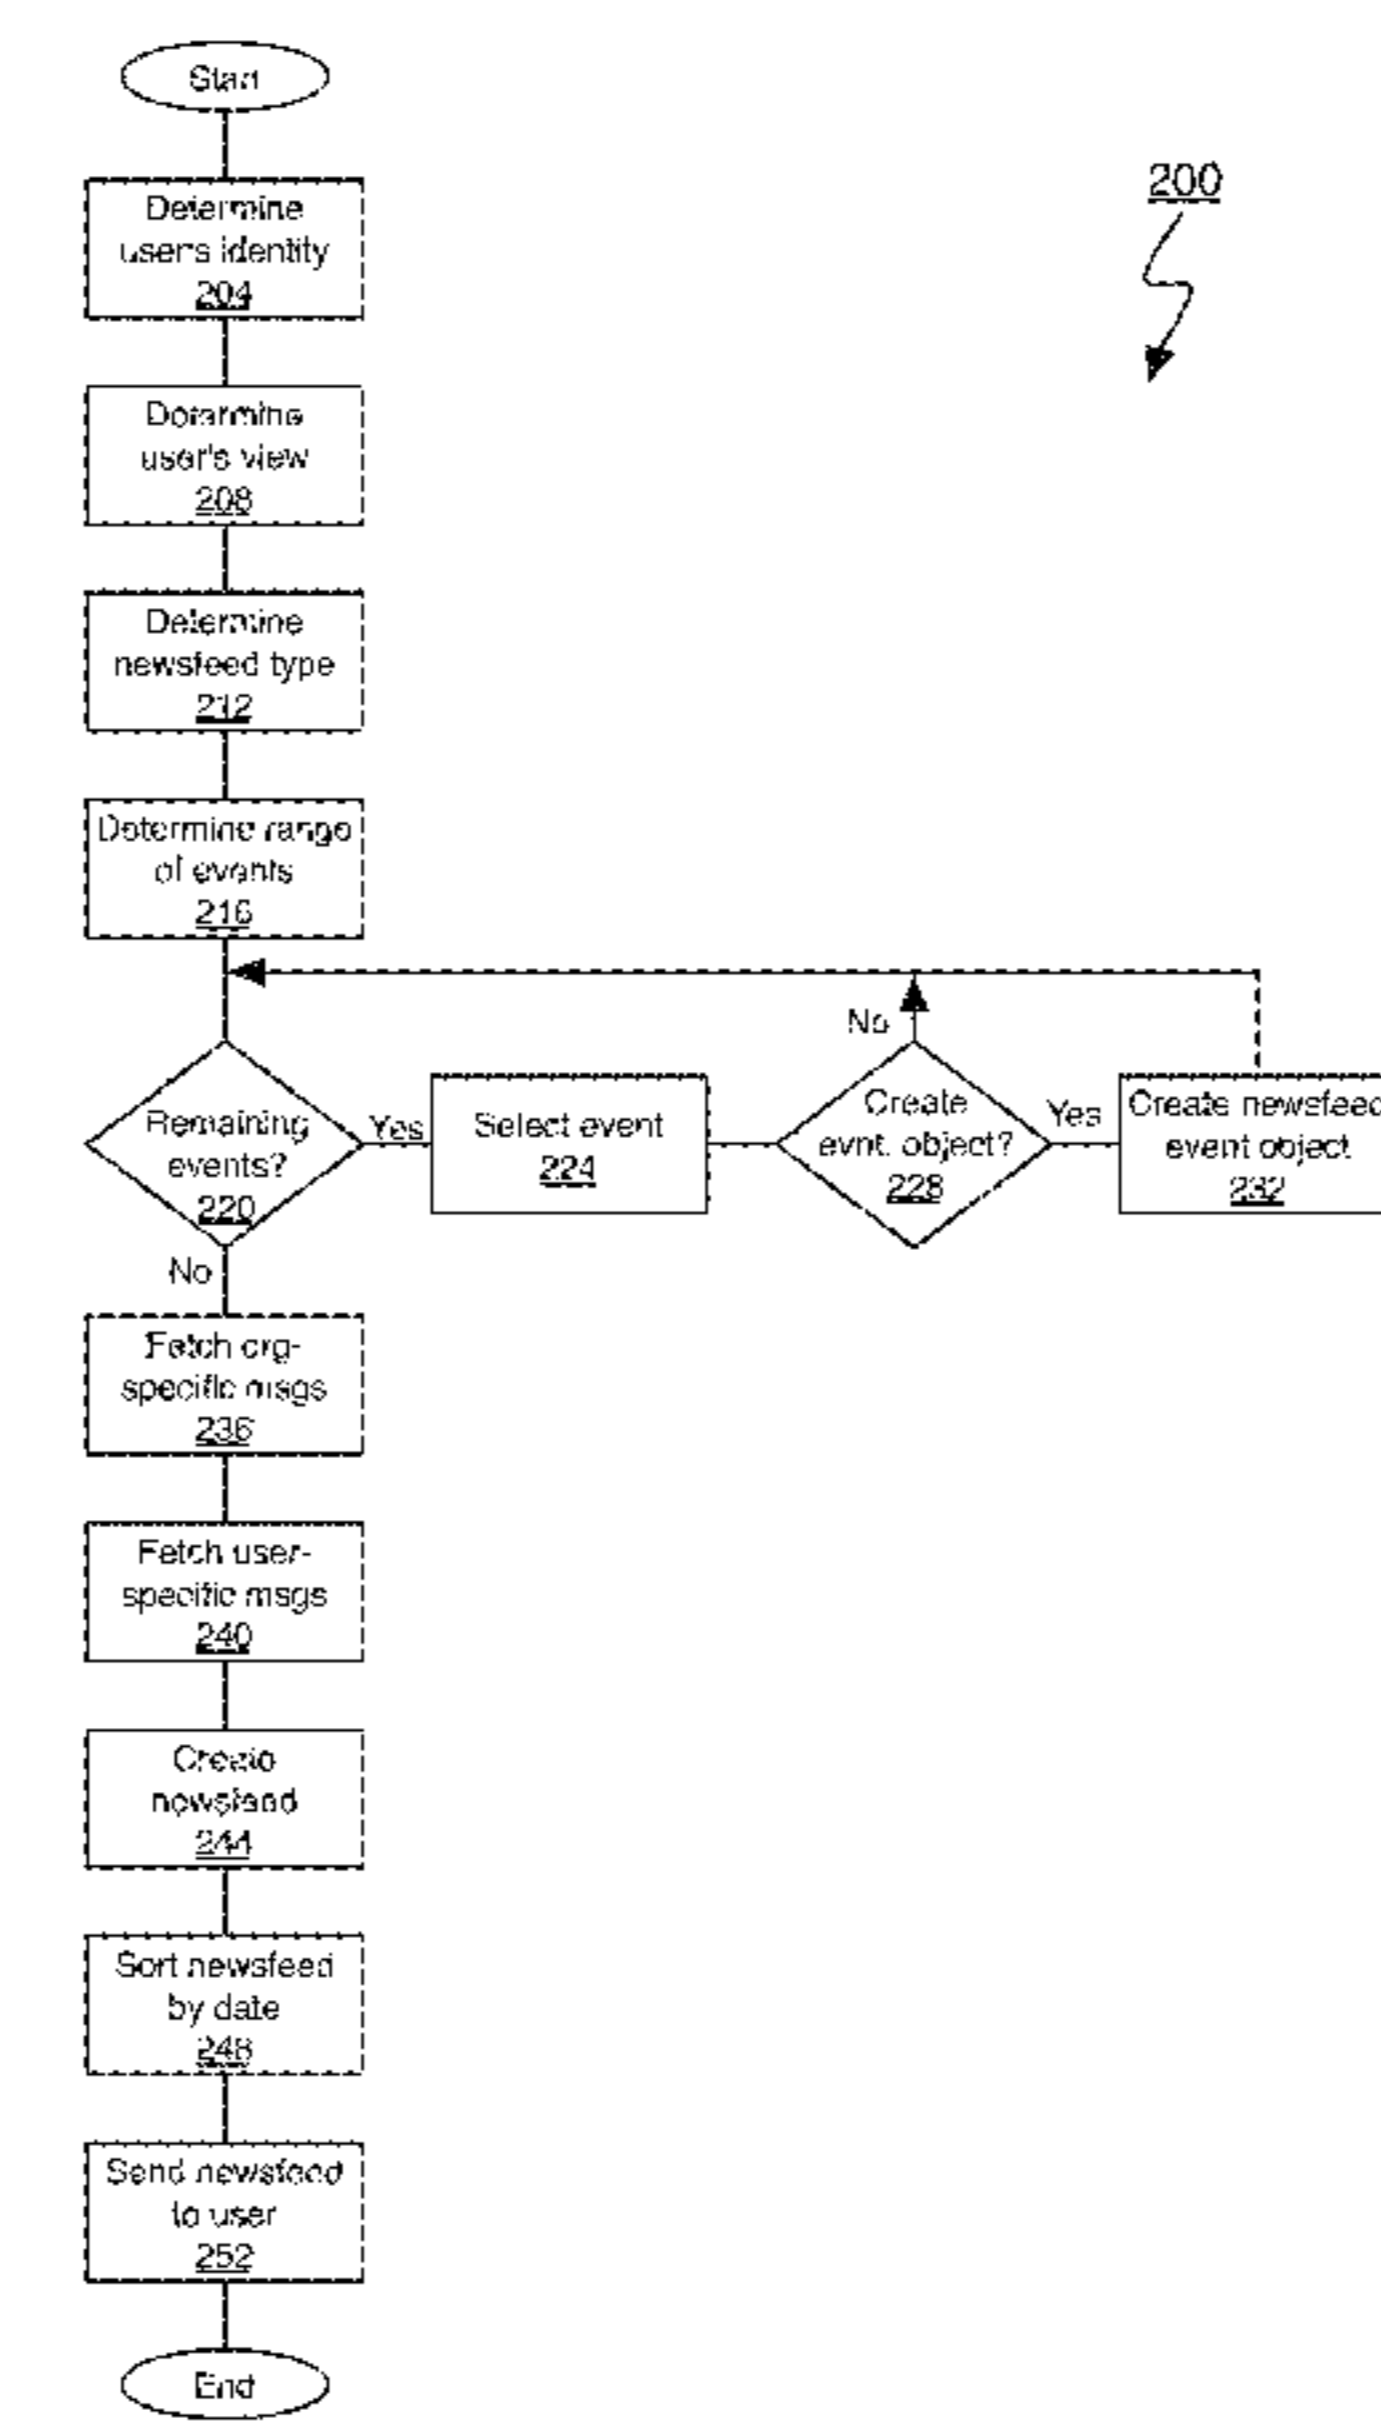 Start
200
Determine
user's identity
204
Determine
user's view
208
Determine
newsfeed type
212
Determine range
of events
216
No
Remaining
events?
220
Yes
Select event
224
Create
evnt. object?
228
Yes
Create newsfeed
event object
232
No
Fetch org-
specific msgs
236
Fetch user-
specific msgs
240
Create
newsfeed
244
Sort newsfeed
by date
248
Send newsfeed
to user
252
End